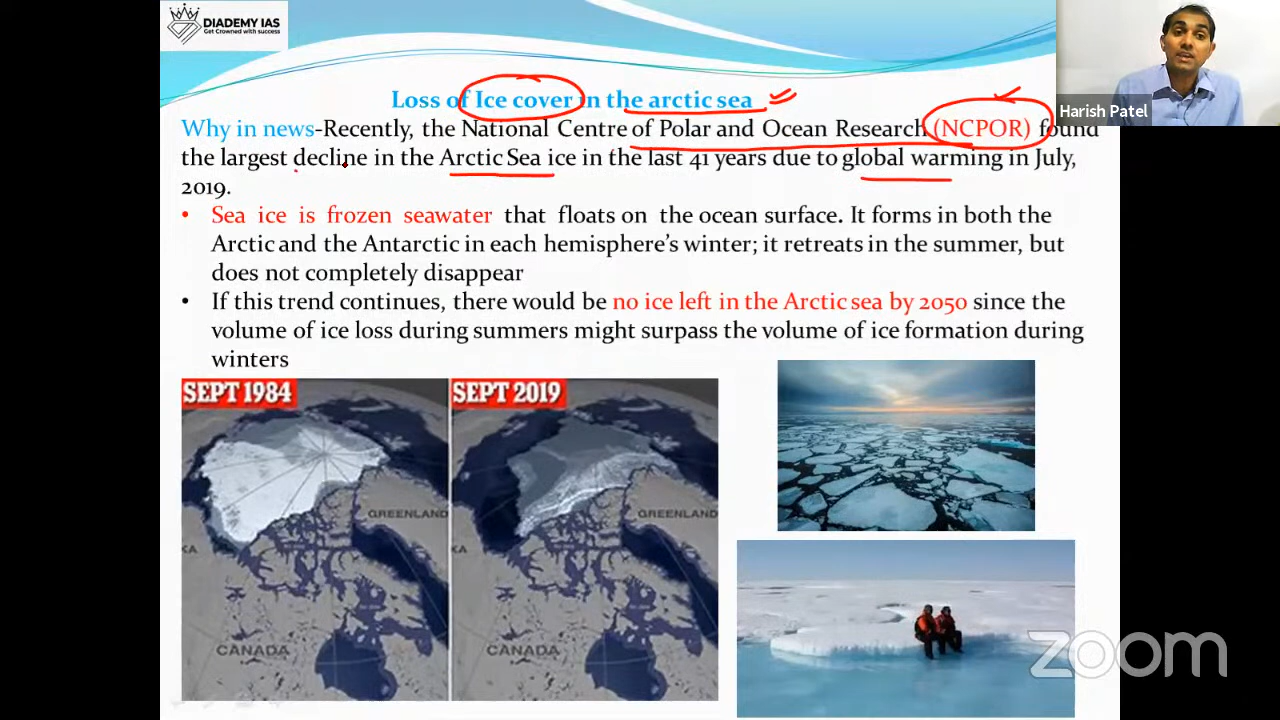 DIADEMY IAS
Get Crowned with success
Harish Patel
Loss of Ice cover in the arctic sea
Why in news-Recently, the National Centre of Polar and Ocean Research (NCPOR) found
the largest decline in the Arctic Sea ice in the last 41 years due to global warming in July,
2019.
• Sea ice is frozen seawater that floats on the ocean surface. It forms in both the
Arctic and the Antarctic in each hemisphere's winter; it retreats in the summer, but
does not completely disappear
• If this trend continues, there would be no ice left in the Arctic sea by 2050 since the
volume of ice loss during summers might surpass the volume of ice formation during
winters
SEPT 1984
SEPT 2019
GREENLAND
GREENLAND
KA
KA
CANADA
CANADA
zoom